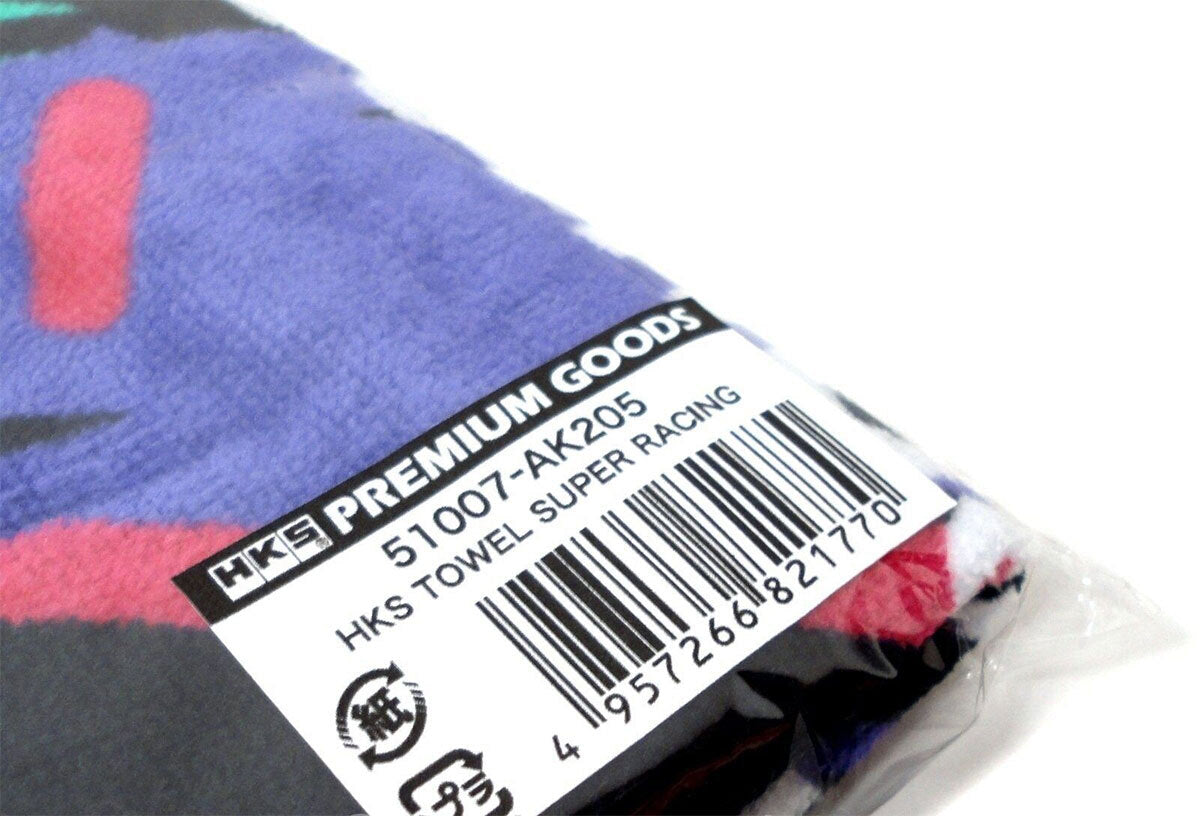 HKS® PREMIUM GOODS
51007-AK205
HKS TOWEL SUPER RACING
4 957266 821770
紙
プラ